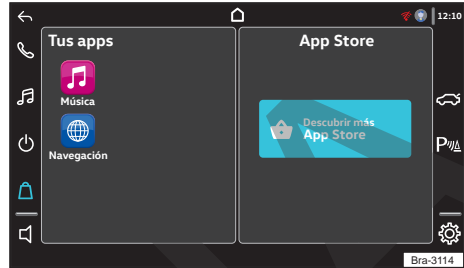 12:10
Tus apps
App Store
Música
Descubrir más
App Store
Navegación
P
Bra-3114